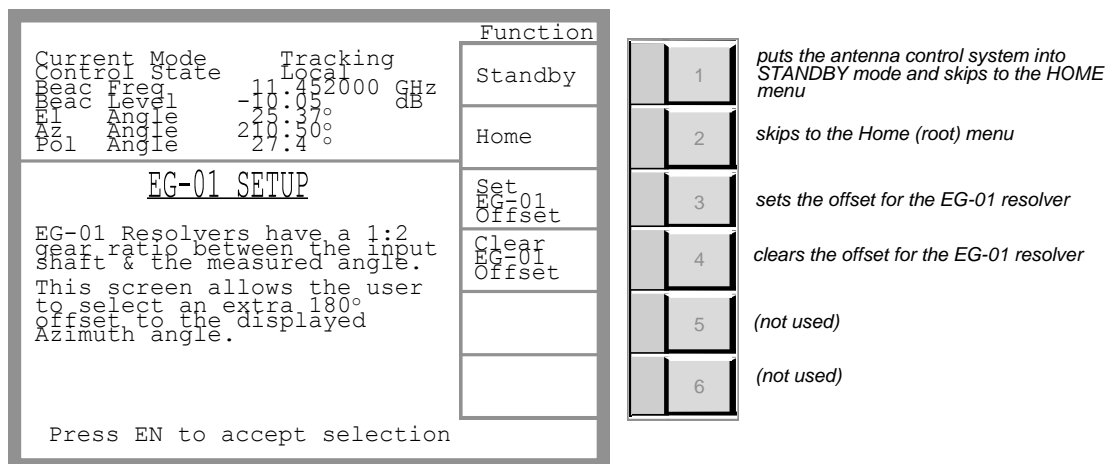 Function
Current Mode Tracking
Control State Local
Beac Freq 11.452000 GHz
Beac Level -10.05 dB
El Angle 25.37°
Az Angle 210.50°
Pol Angle 27.4°
EG-01 SETUP
EG-01 Resolvers have a 1:2
gear ratio between the input
shaft & the measured angle.
This screen allows the user
to select an extra 180°
offset to the displayed
Azimuth angle.
Press EN to accept selection
Standby
Home
Set
EG-01
Offset
Clear
EG-01
Offset
1
puts the antenna control system into
STANDBY mode and skips to the HOME
menu
2
skips to the Home (root) menu
3
sets the offset for the EG-01 resolver
4
clears the offset for the EG-01 resolver
5
(not used)
6
(not used)